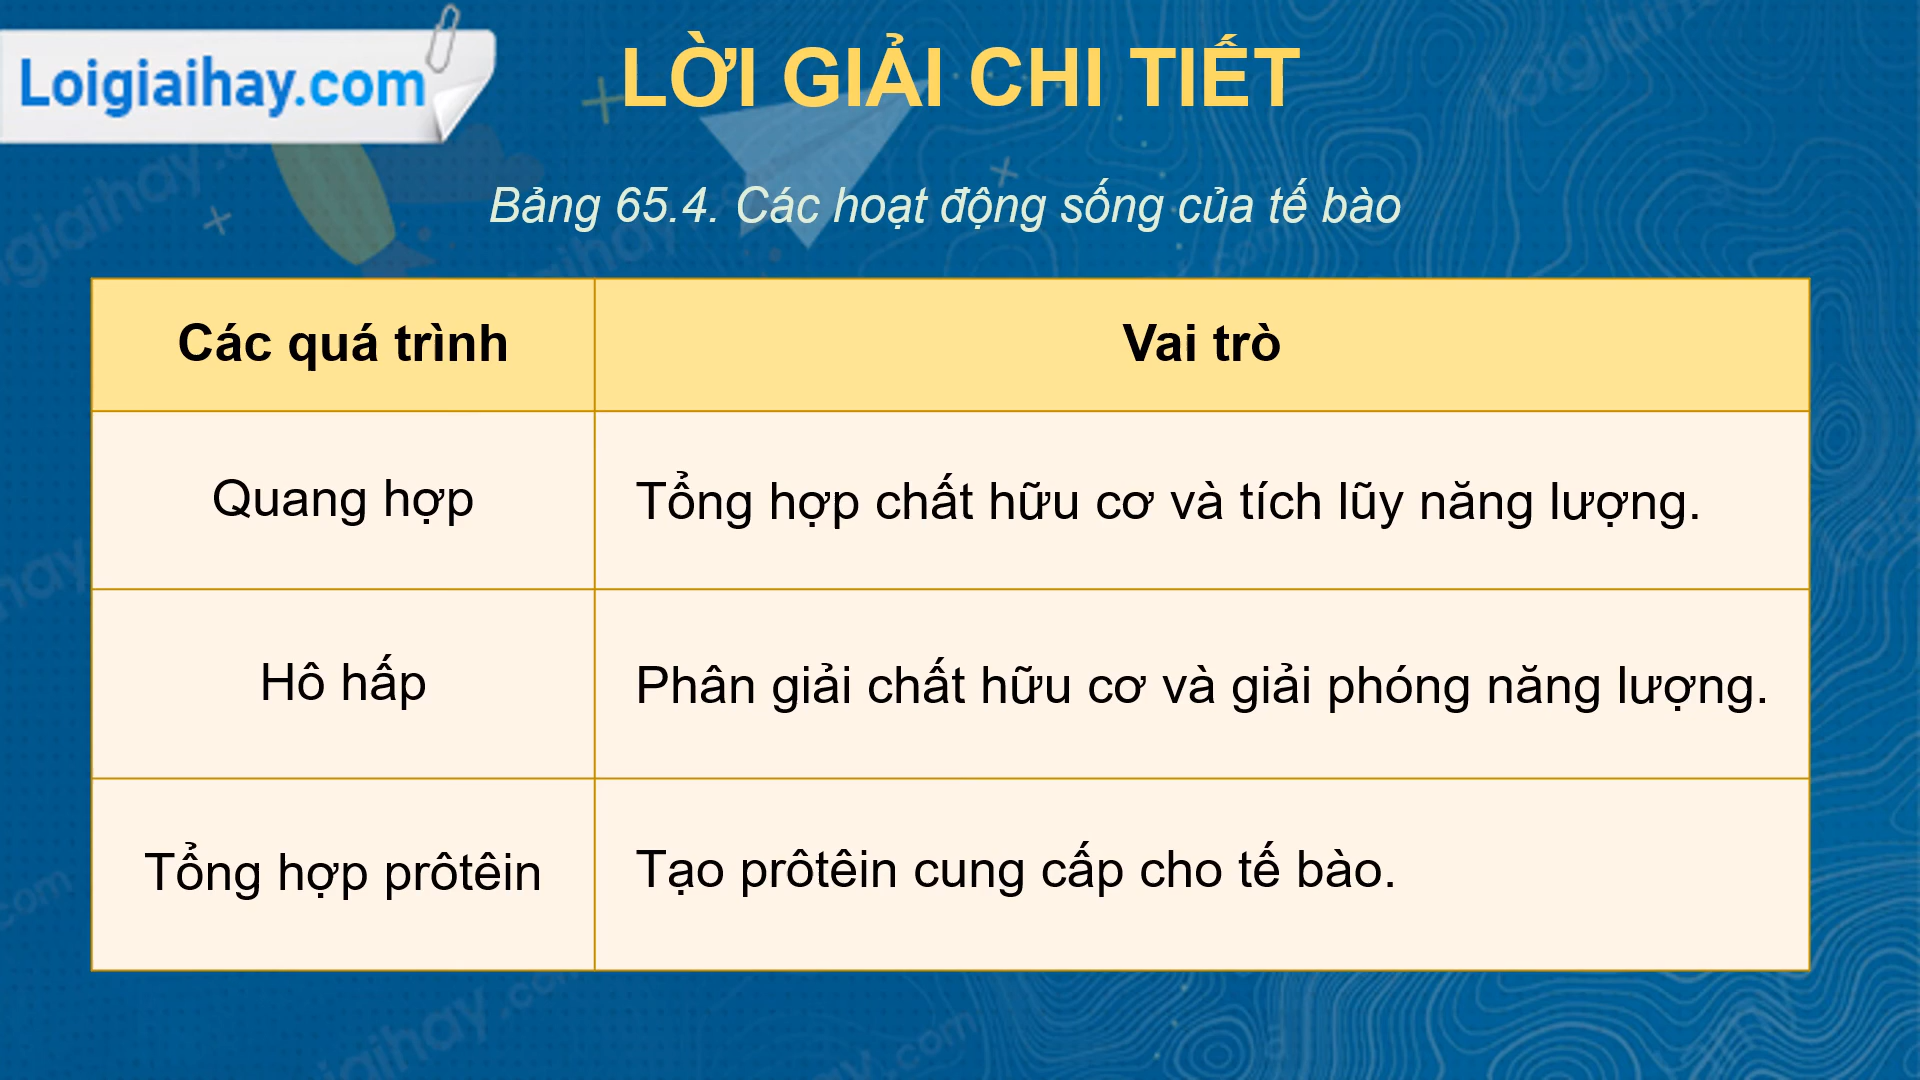 Loigiaihay.com
LỜI GIẢI CHI TIẾT
Bảng 65.4. Các hoạt động sống của tế bào
Các quá trình
Vai trò
Quang hợp
Tổng hợp chất hữu cơ và tích lũy năng lượng.
Hô hấp
Phân giải chất hữu cơ và giải phóng năng lượng.
Tổng hợp prôtêin
Tạo prôtêin cung cấp cho tế bào.